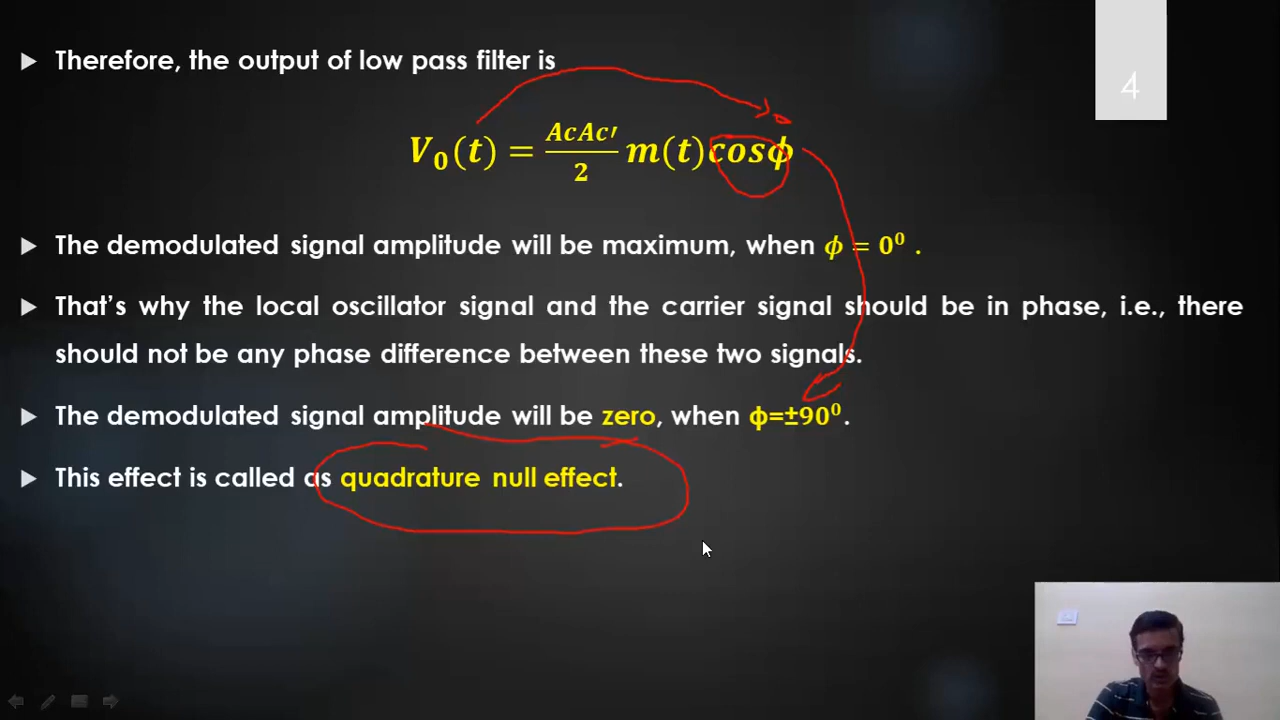 4
Therefore, the output of low pass filter is
V₀(t) = AcAc′/2 m(t)cosϕ
The demodulated signal amplitude will be maximum, when ϕ = 0⁰ .
That's why the local oscillator signal and the carrier signal should be in phase, i.e., there
should not be any phase difference between these two signals.
The demodulated signal amplitude will be zero, when ϕ=±90⁰.
This effect is called as quadrature null effect.